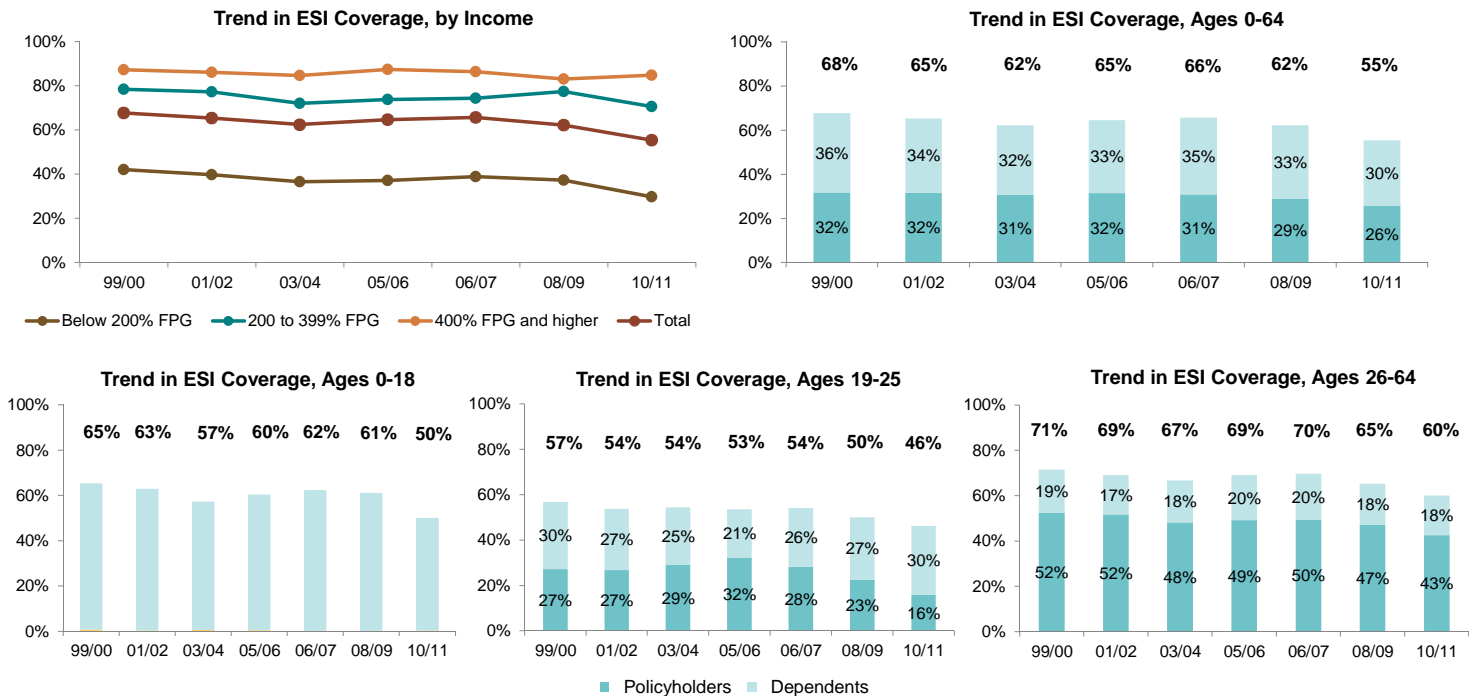 Trend in ESI Coverage, by Income
100%
80%
60%
40%
20%
0%
99/00 01/02 03/04 05/06 06/07 08/09 10/11
Below 200% FPG 200 to 399% FPG 400% FPG and higher Total
Trend in ESI Coverage, Ages 0-64
100%
80%
60%
40%
20%
0%
68% 65% 62% 65% 66% 62% 55%
36% 34% 32% 33% 35% 33% 30%
32% 32% 31% 32% 31% 29% 26%
99/00 01/02 03/04 05/06 06/07 08/09 10/11
Trend in ESI Coverage, Ages 0-18
100%
80%
60%
40%
20%
0%
65% 63% 57% 60% 62% 61% 50%
99/00 01/02 03/04 05/06 06/07 08/09 10/11
Trend in ESI Coverage, Ages 19-25
100%
80%
60%
40%
20%
0%
57% 54% 54% 53% 54% 50% 46%
30% 27% 25% 21% 26% 27% 30%
27% 27% 29% 32% 28% 23% 16%
99/00 01/02 03/04 05/06 06/07 08/09 10/11
Trend in ESI Coverage, Ages 26-64
100%
80%
60%
40%
20%
0%
71% 69% 67% 69% 70% 65% 60%
19% 17% 18% 20% 20% 18% 18%
52% 52% 48% 49% 50% 47% 43%
99/00 01/02 03/04 05/06 06/07 08/09 10/11
Policyholders Dependents